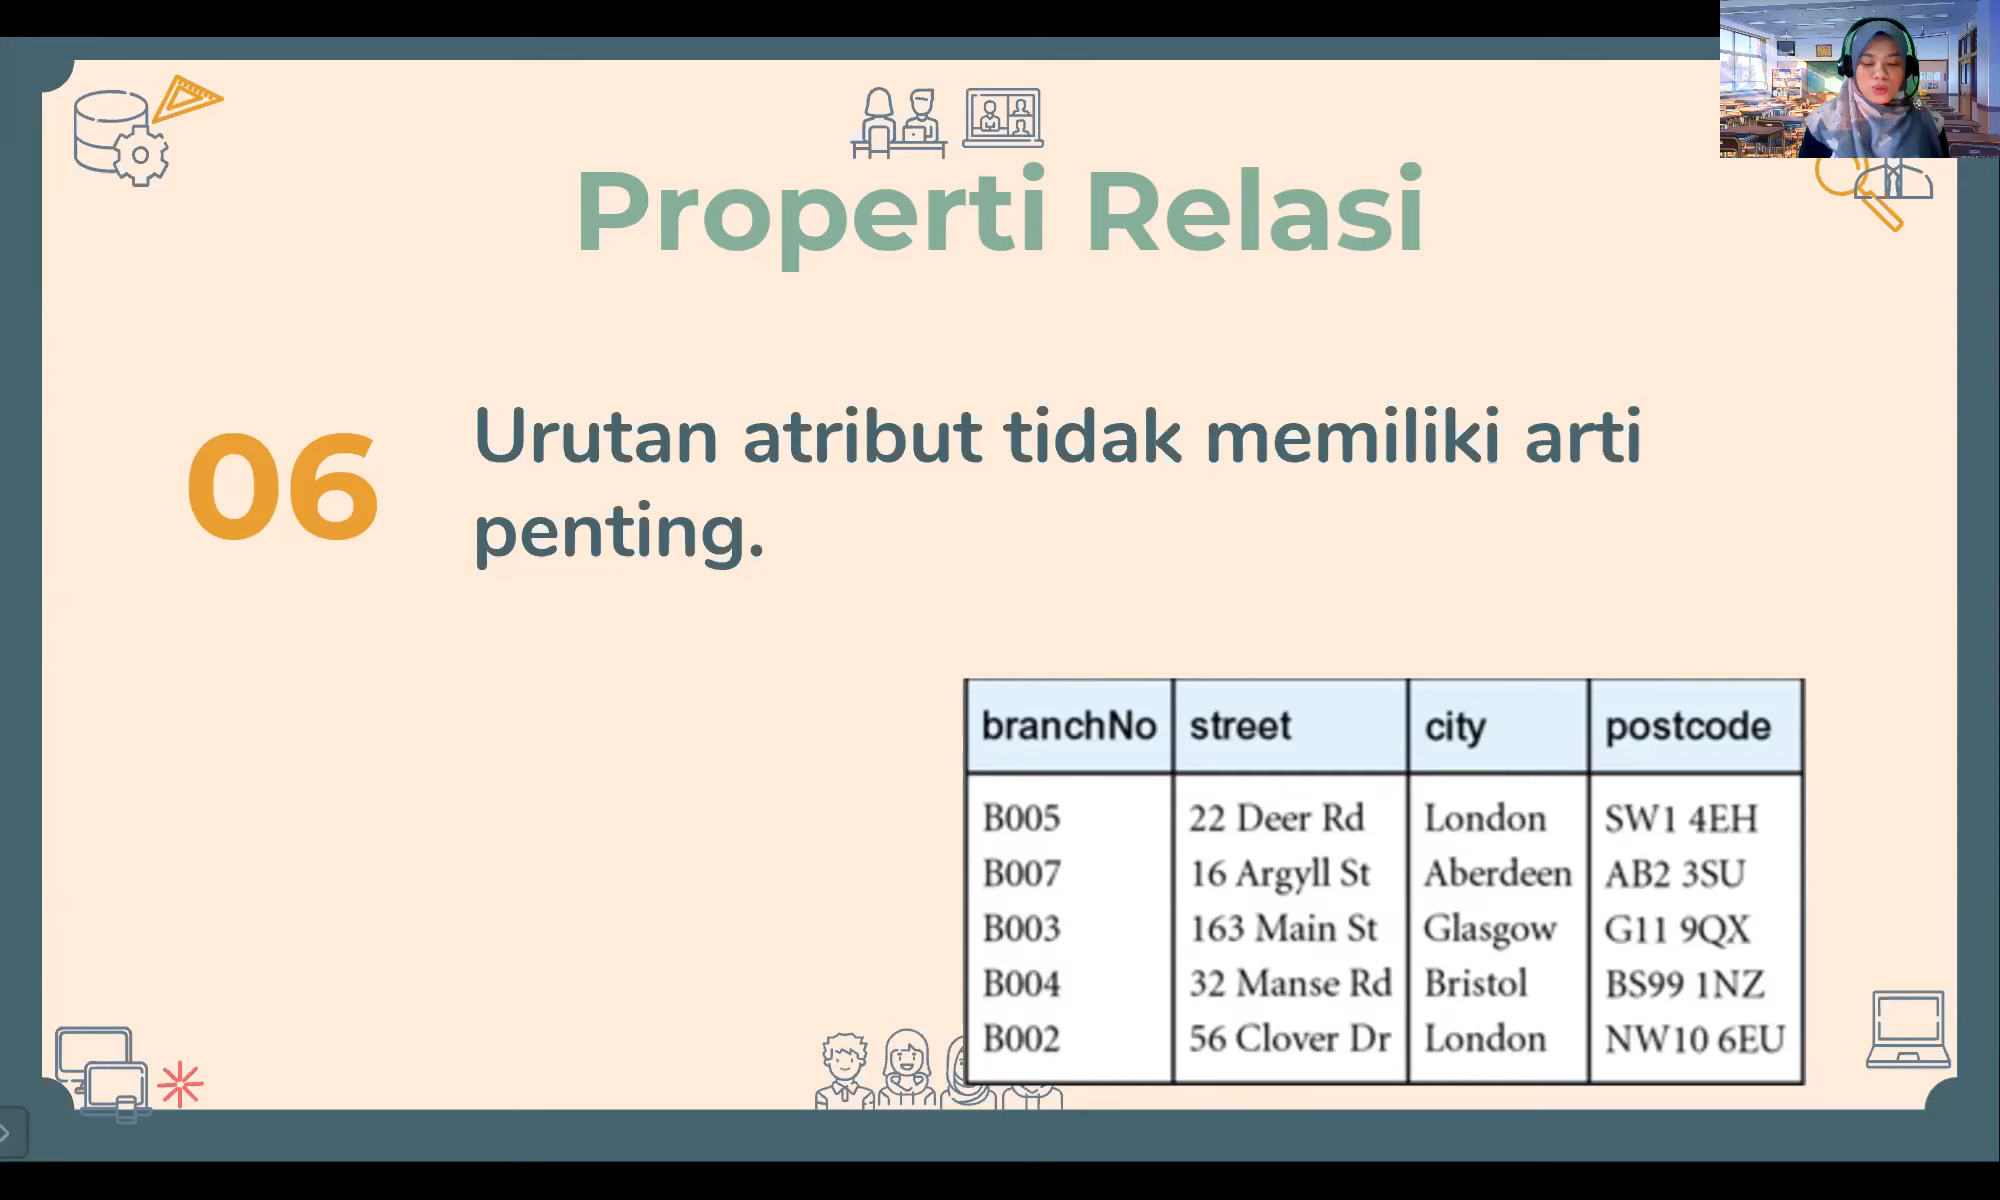 Properti Relasi
06
Urutan atribut tidak memiliki arti
penting.
branchNo street city postcode
B005 22 Deer Rd London SW1 4EH
B007 16 Argyll St Aberdeen AB2 3SU
B003 163 Main St Glasgow G11 9QX
B004 32 Manse Rd Bristol BS99 1NZ
B002 56 Clover Dr London NW10 6EU